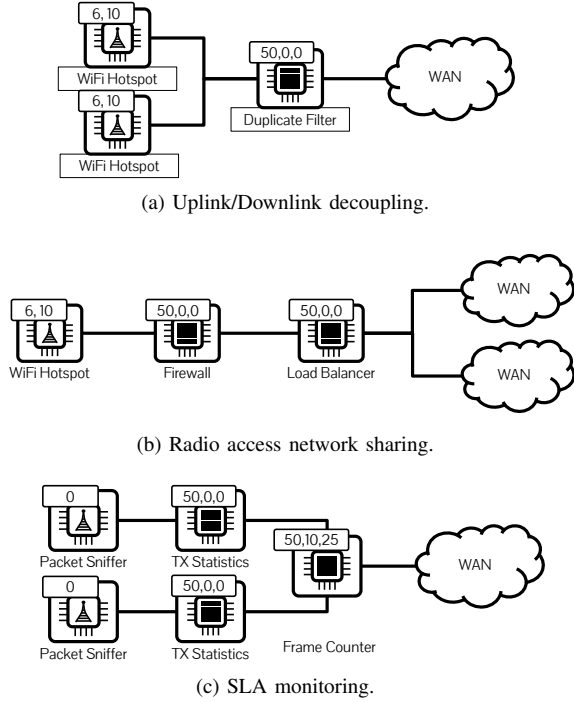 6, 10
WiFi Hotspot
6, 10
WiFi Hotspot
50,0,0
Duplicate Filter
WAN
(a) Uplink/Downlink decoupling.
6, 10
WiFi Hotspot
50,0,0
Firewall
50,0,0
Load Balancer
WAN
WAN
(b) Radio access network sharing.
0
Packet Sniffer
50,0,0
TX Statistics
0
Packet Sniffer
50,0,0
TX Statistics
50,10,25
Frame Counter
WAN
(c) SLA monitoring.